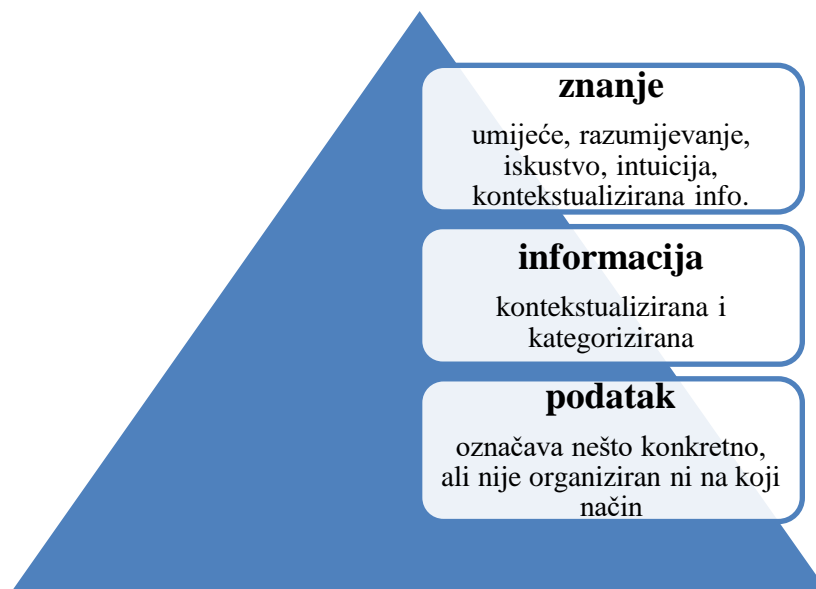 znanje
umijeće, razumijevanje,
iskustvo, intuicija,
kontekstualizirana info.
informacija
kontekstualizirana i
kategorizirana
podatak
označava nešto konkretno,
ali nije organiziran ni na koji
način